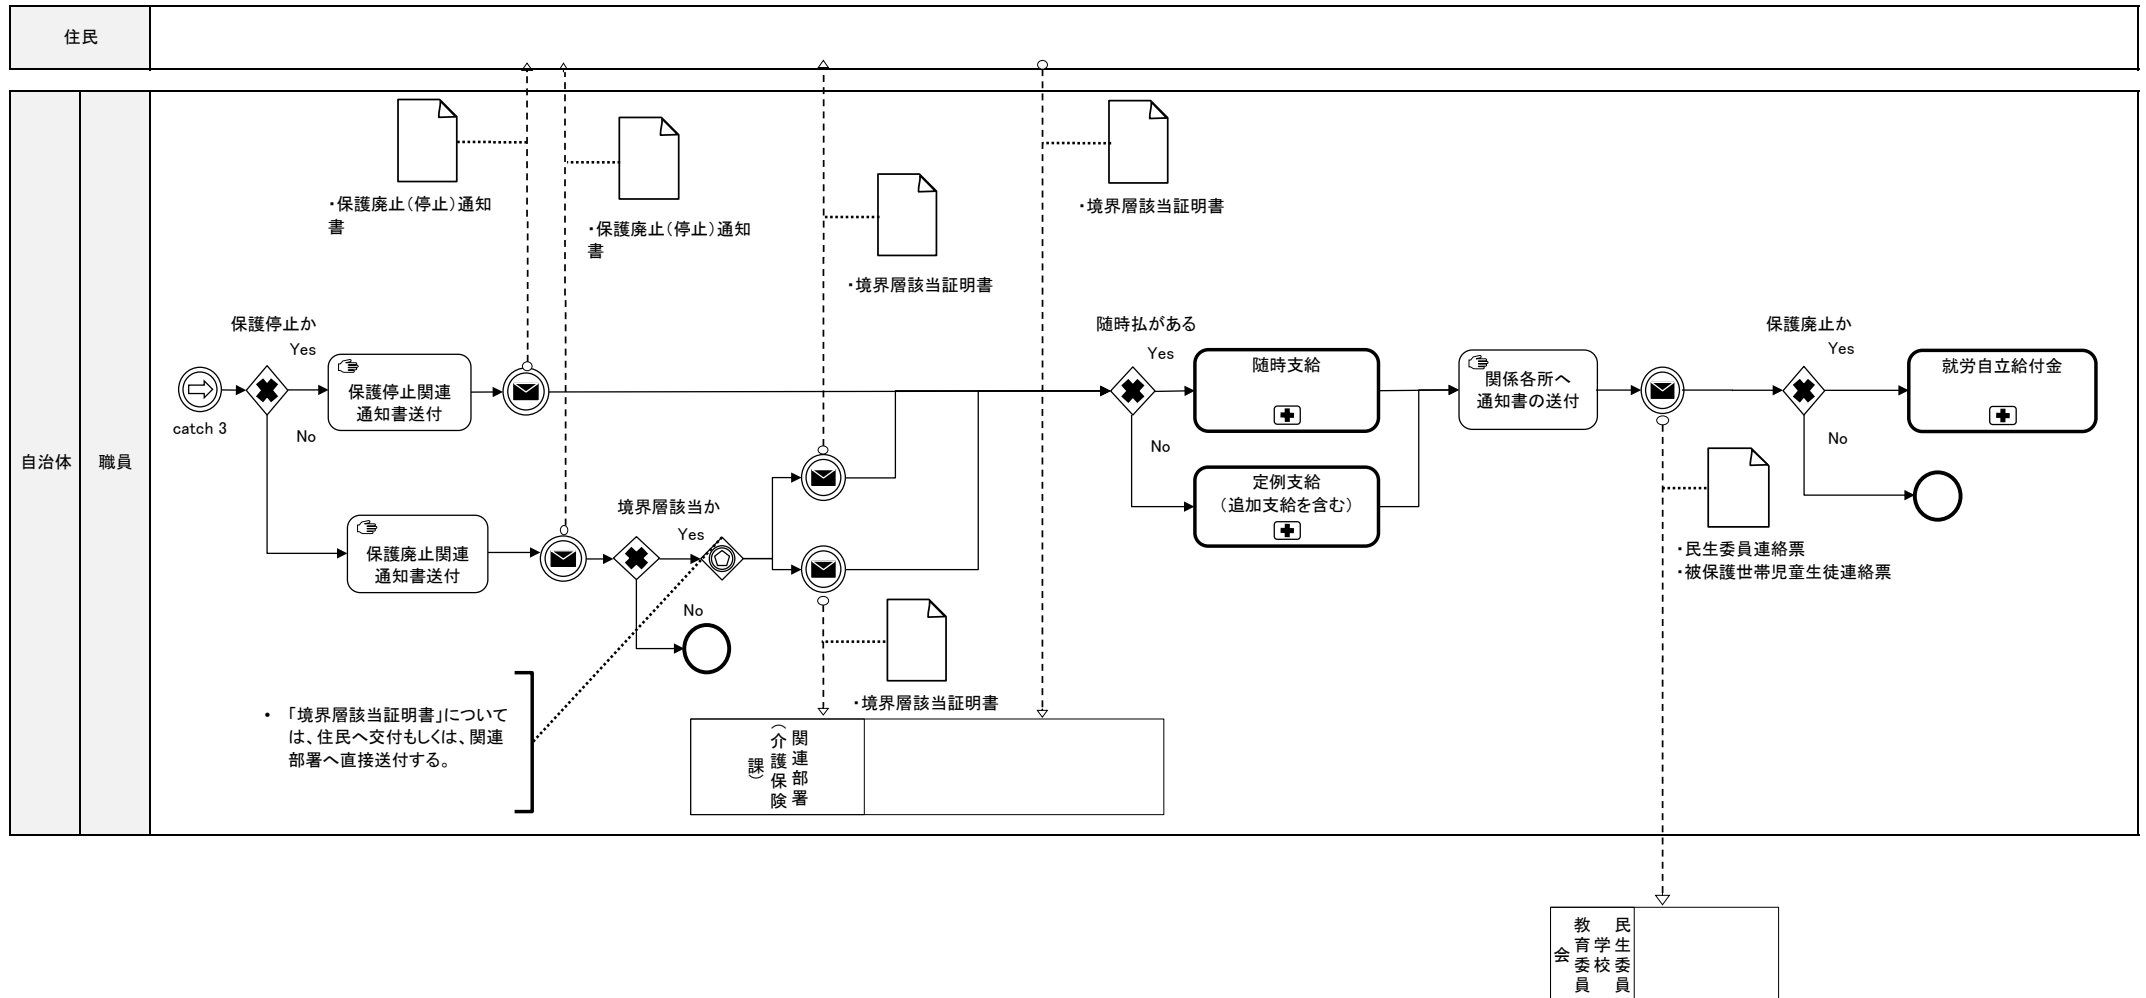 住民
自治体
職員
・保護廃止（停止）通知
書
・保護廃止（停止）通知
書
・境界層該当証明書
・境界層該当証明書
保護停止か
Yes
No
catch 3
保護停止関連
通知書送付
保護廃止関連
通知書送付
境界層該当か
Yes
No
・境界層該当証明書
• 「境界層該当証明書」について
は、住民へ交付もしくは、関連
部署へ直接送付する。
関連部署
（介護保険
課）
随時払がある
Yes
No
随時支給
定例支給
（追加支給を含む）
関係各所へ
通知書の送付
・民生委員連絡票
・被保護世帯児童生徒連絡票
保護廃止か
Yes
No
就労自立給付金
民生委員
学校
教育委員
会